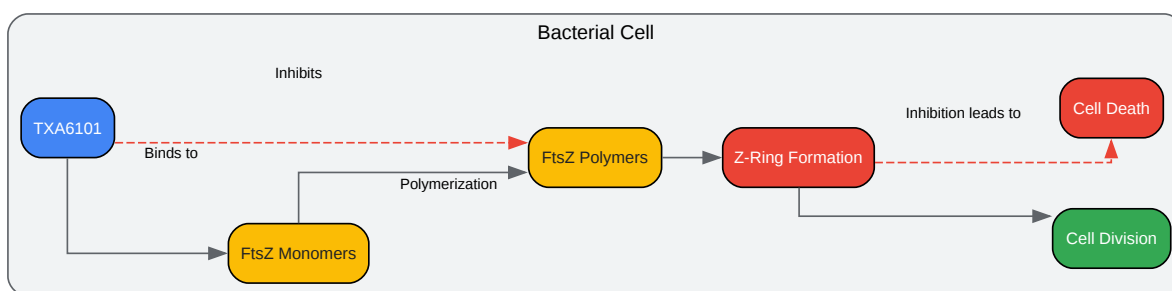 Bacterial Cell
Inhibits
TXA6101
Cell Death
Inhibition leads to
Binds to
FtsZ Polymers
Z-Ring Formation
Polymerization
FtsZ Monomers
Cell Division